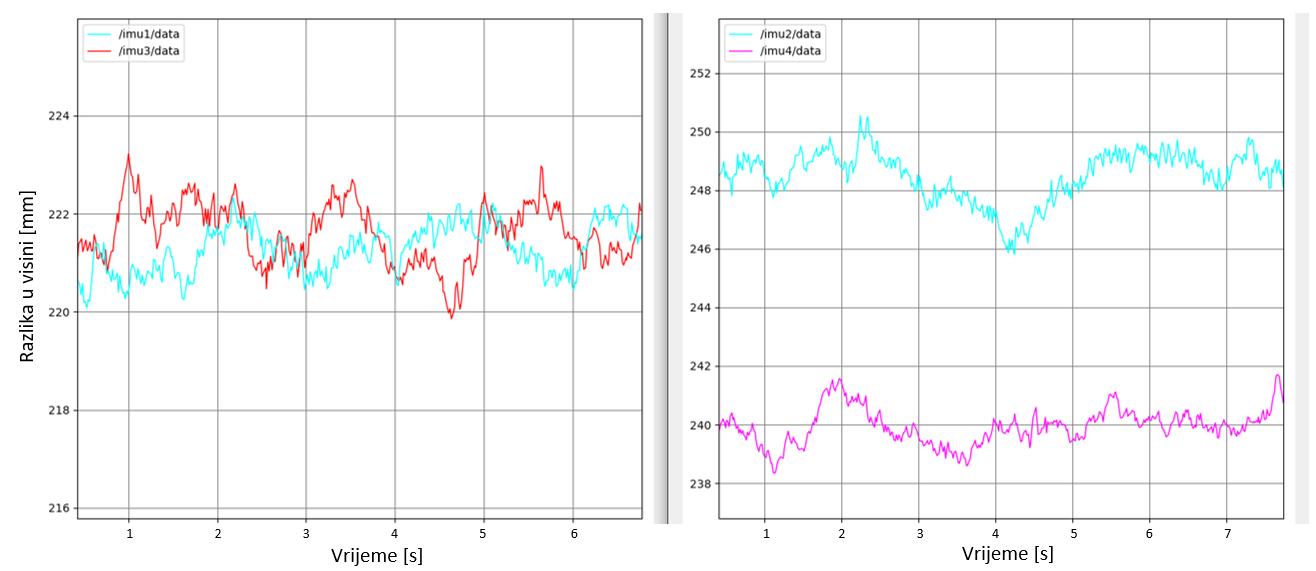 /imu1/data
/imu3/data
224
222
220
218
216
Razlika u visini [mm]
1 2 3 4 5 6
Vrijeme [s]
/imu2/data
/imu4/data
252
250
248
246
244
242
240
238
1 2 3 4 5 6 7
Vrijeme [s]